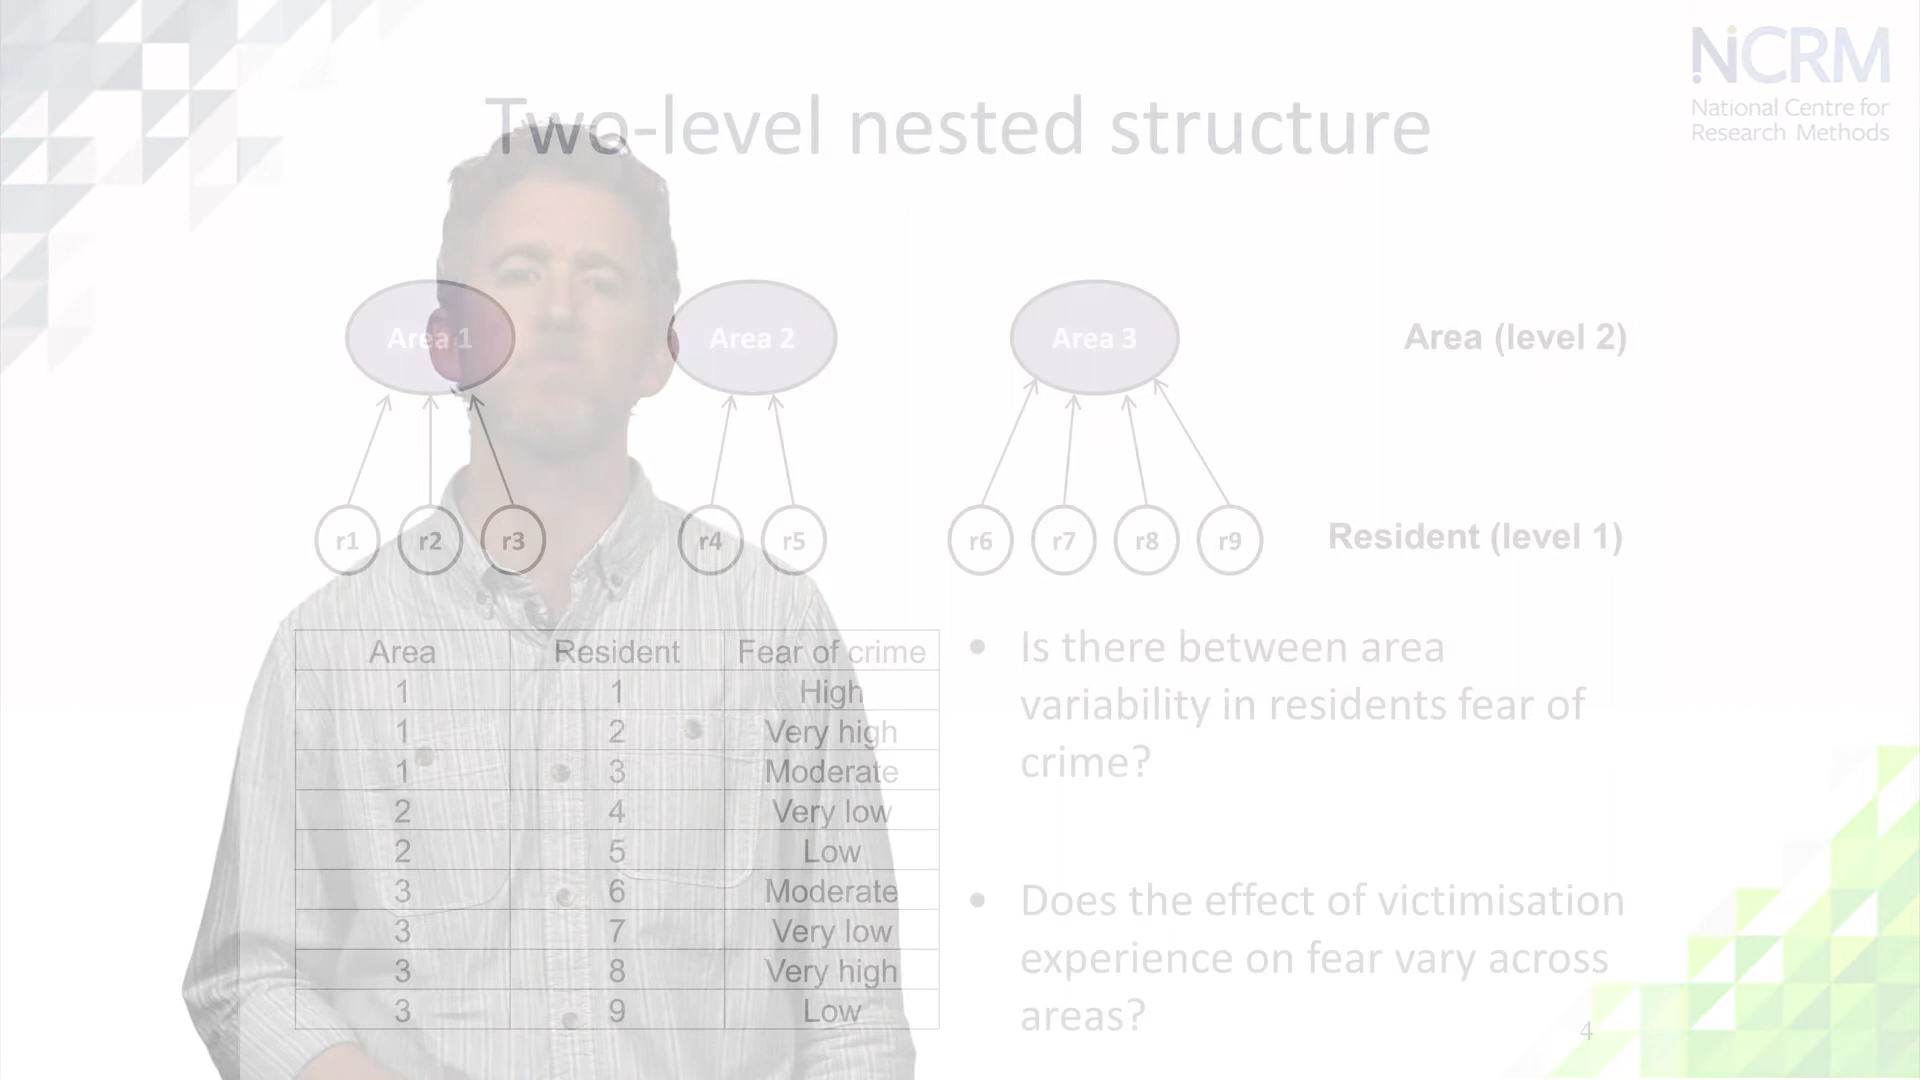 NCRM
National Centre for
Research Methods
Two-level nested structure
Area 1 Area 2 Area 3 Area (level 2)
r1 r2 r3 r4 r5 r6 r7 r8 r9 Resident (level 1)
Area Resident Fear of crime
1 1 High
1 2 Very high
1 3 Moderate
2 4 Very low
2 5 Low
3 6 Moderate
3 7 Very low
3 8 Very high
3 9 Low
• Is there between area
variability in residents fear of
crime?
• Does the effect of victimisation
experience on fear vary across
areas?
4